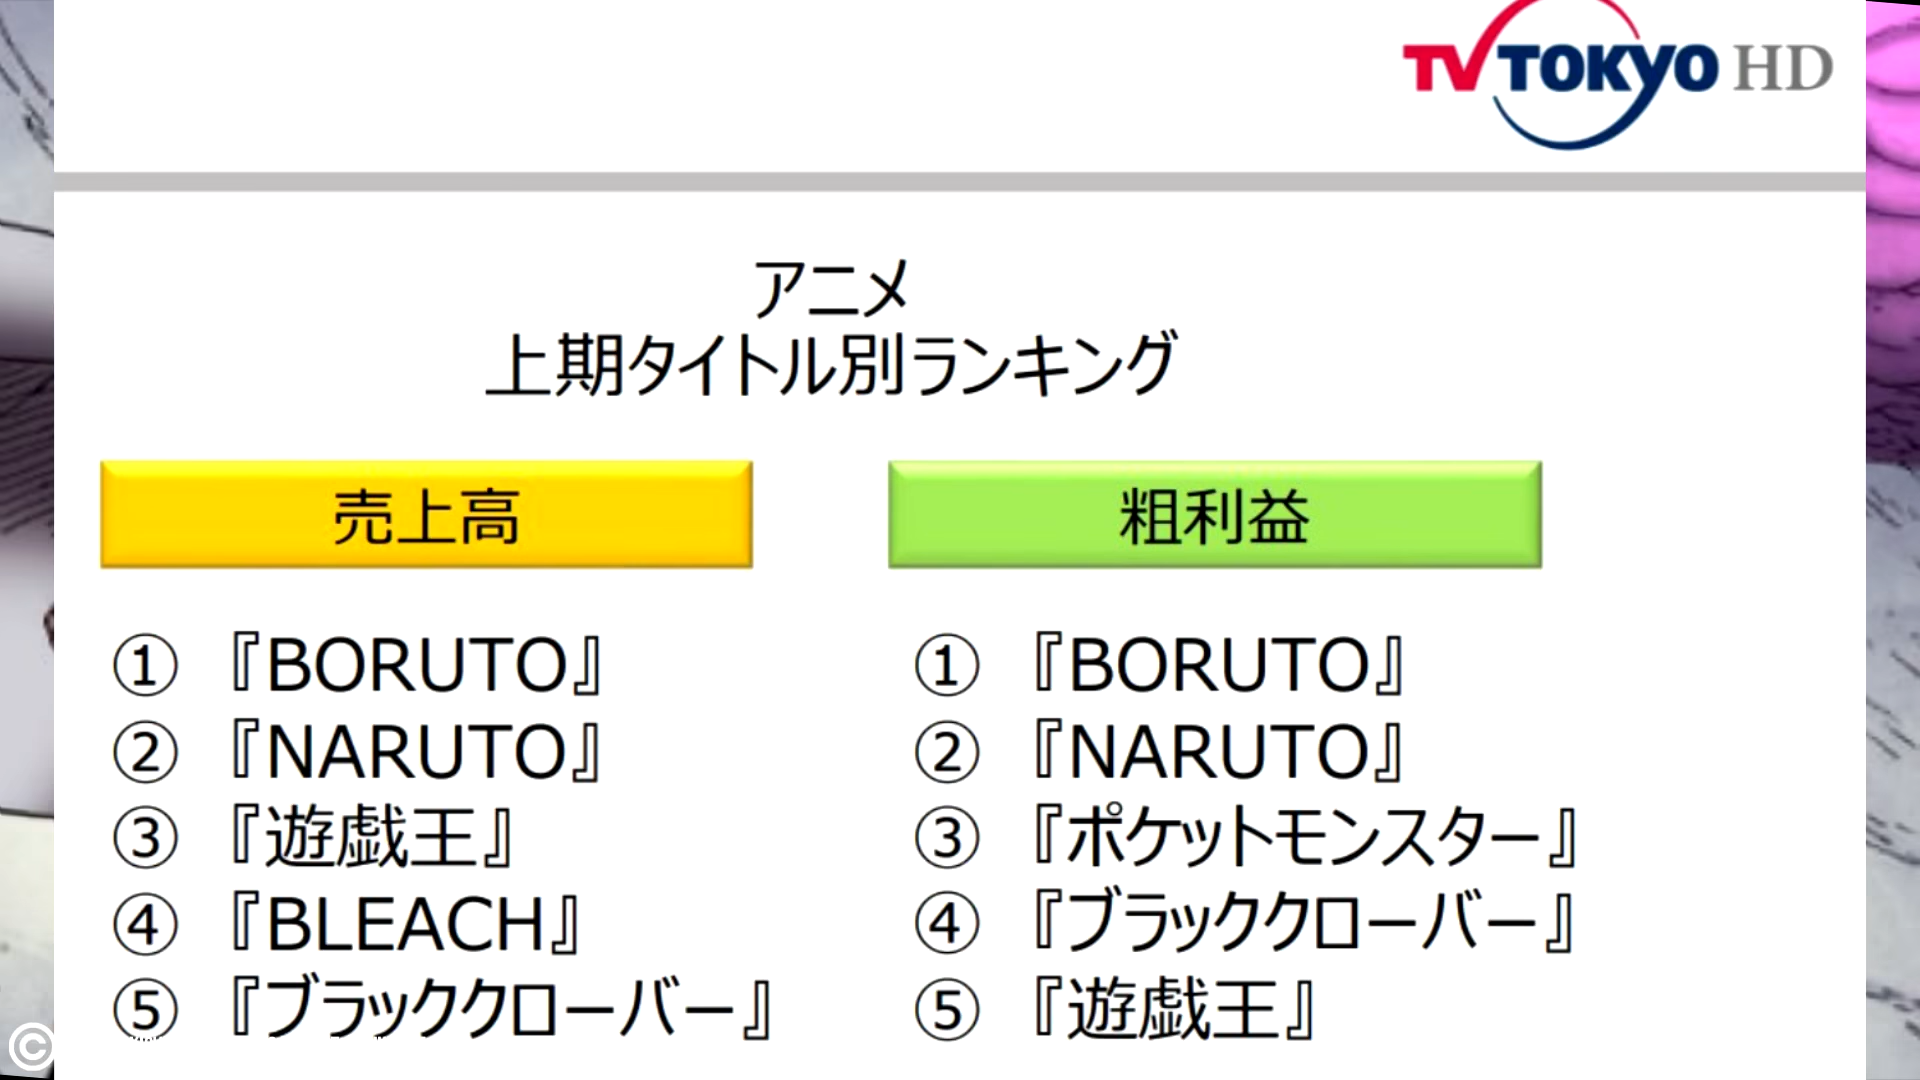 TV TOKYO HD
アニメ
上期タイトル別ランキング
売上高
① 『BORUTO』
② 『NARUTO』
③ 『遊戯王』
④ 『BLEACH』
⑤ 『ブラッククローバー』
粗利益
① 『BORUTO』
② 『NARUTO』
③ 『ポケットモンスター』
④ 『ブラッククローバー』
⑤ 『遊戯王』
©